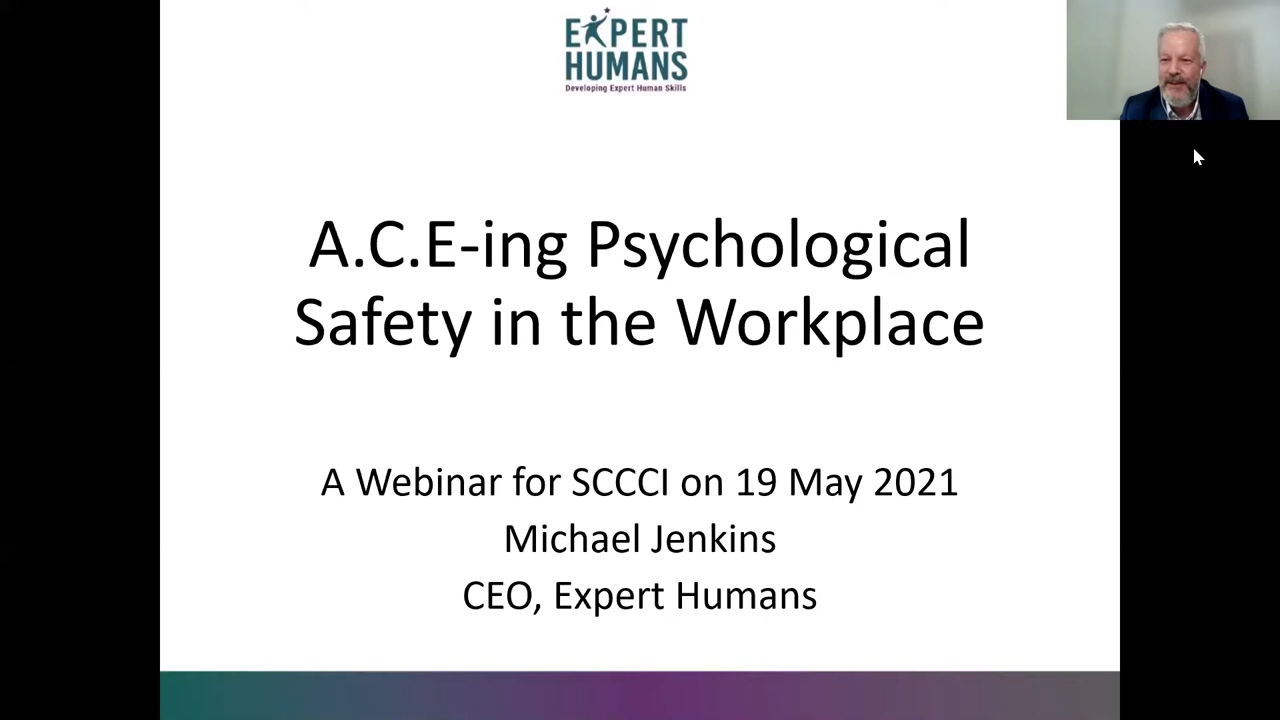 EXPERT
HUMANS
Developing Expert Human Skills
A.C.E-ing Psychological
Safety in the Workplace
A Webinar for SCCCI on 19 May 2021
Michael Jenkins
CEO, Expert Humans